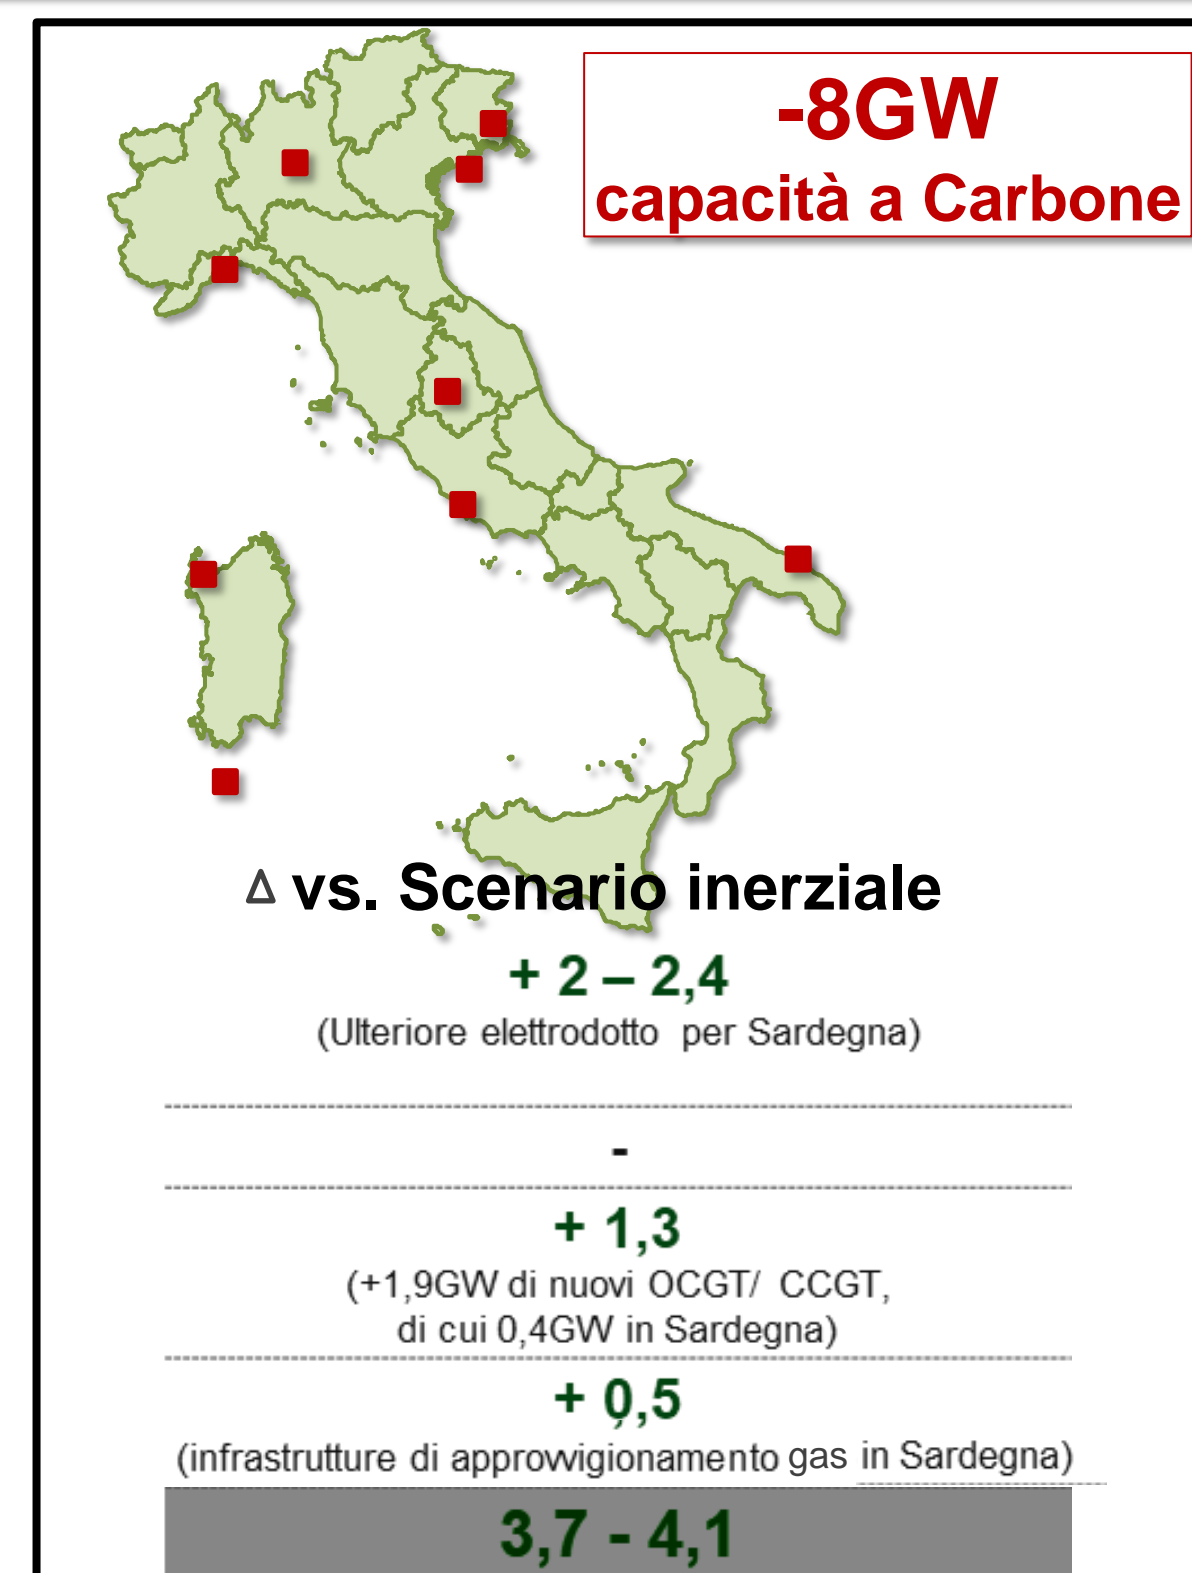 -8GW
capacità a Carbone
Δ vs. Scenario inerziale
+ 2 – 2,4
(Ulteriore elettrodotto per Sardegna)
-
+ 1,3
(+1,9GW di nuovi OCGT/ CCGT,
di cui 0,4GW in Sardegna)
+ 0,5
(infrastrutture di approvvigionamento gas in Sardegna)
3,7 - 4,1